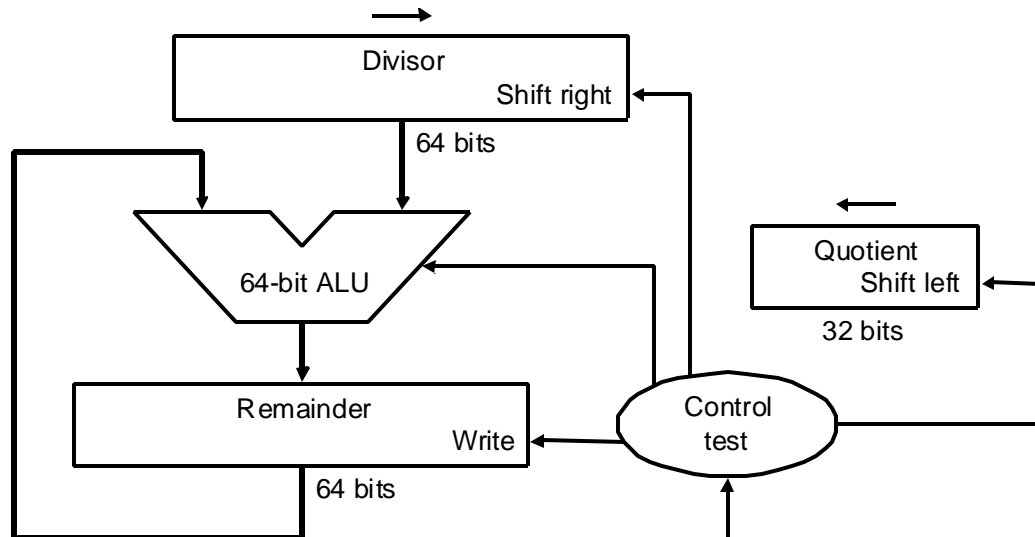 Divisor
Shift right
64 bits
64-bit ALU
Quotient
Shift left
32 bits
Remainder
Write
64 bits
Control
test